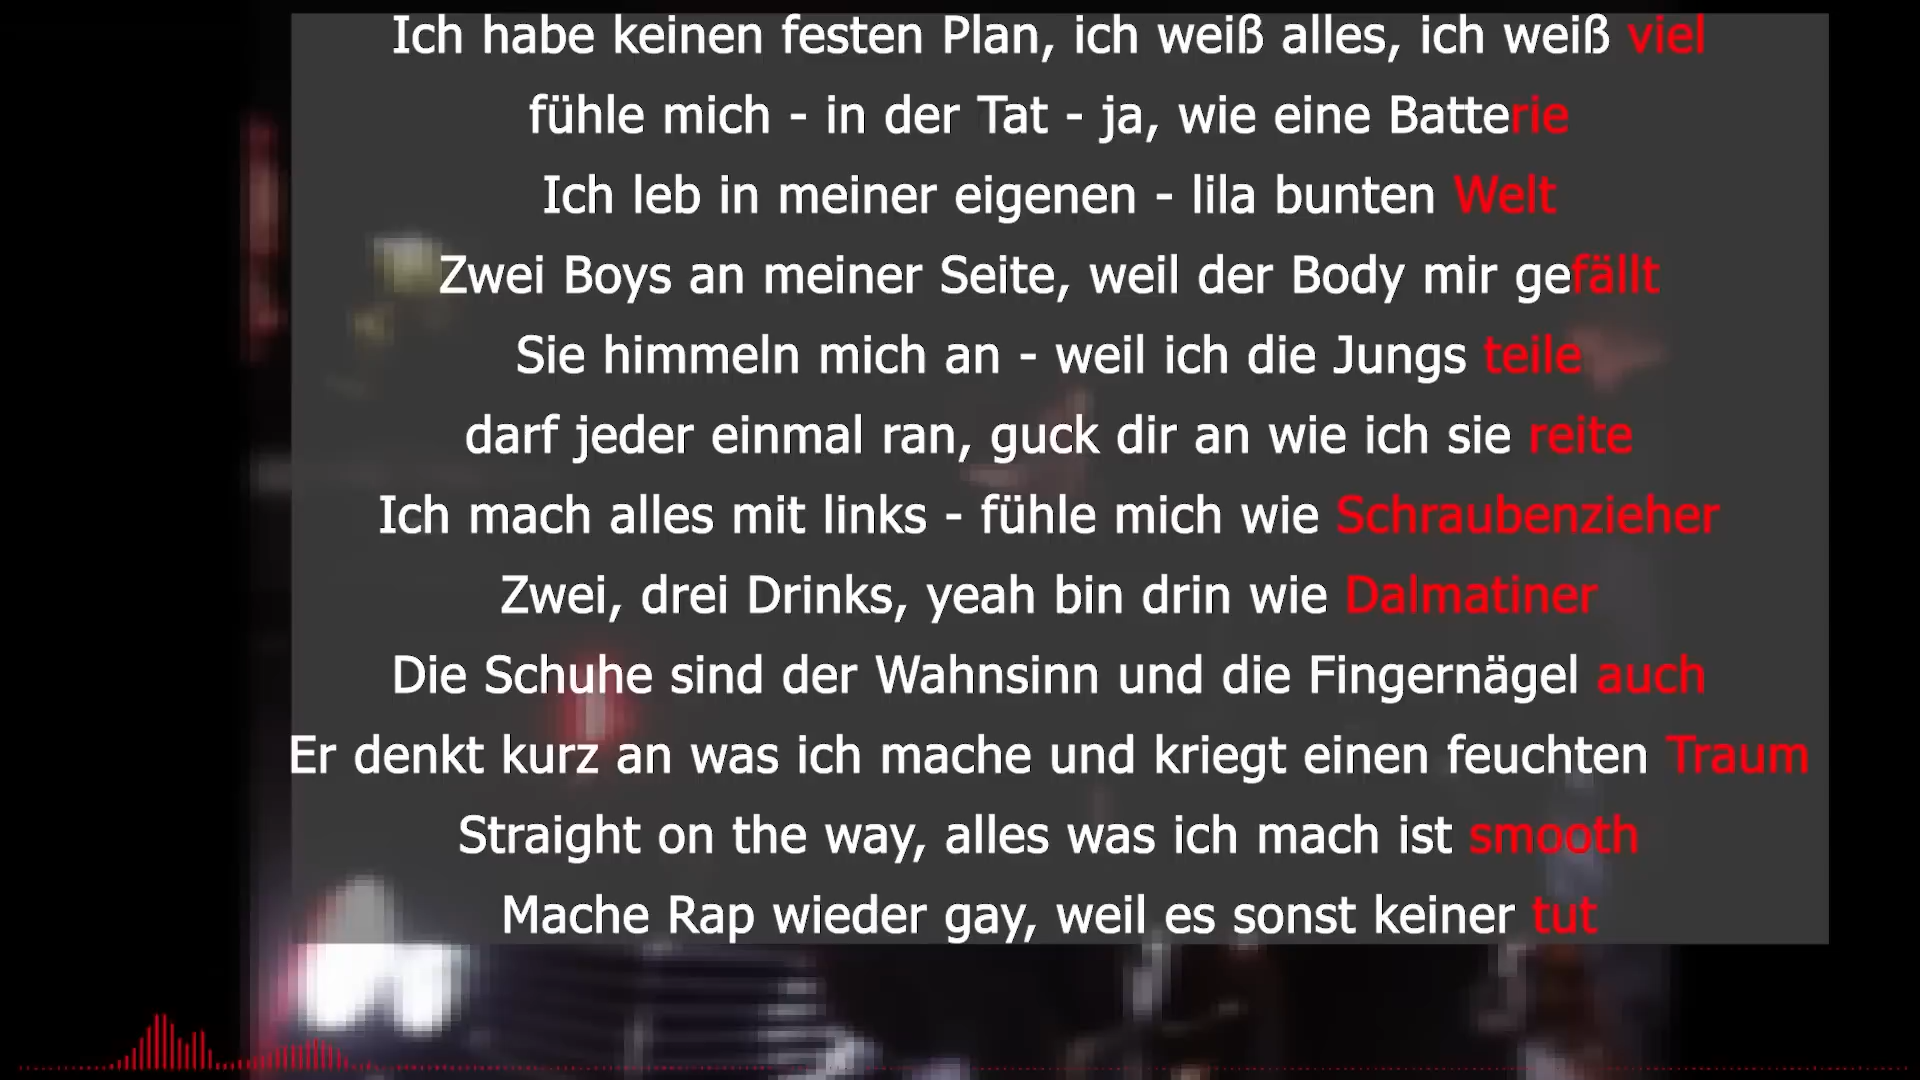 Ich habe keinen festen Plan, ich weiß alles, ich weiß viel
fühle mich - in der Tat - ja, wie eine Batterie
Ich leb in meiner eigenen - lila bunten Welt
Zwei Boys an meiner Seite, weil der Body mir gefällt
Sie himmeln mich an - weil ich die Jungs teile
darf jeder einmal ran, guck dir an wie ich sie reite
Ich mach alles mit links - fühle mich wie Schraubenzieher
Zwei, drei Drinks, yeah bin drin wie Dalmatiner
Die Schuhe sind der Wahnsinn und die Fingernägel auch
Er denkt kurz an was ich mache und kriegt einen feuchten Traum
Straight on the way, alles was ich mach ist smooth
Mache Rap wieder gay, weil es sonst keiner tut